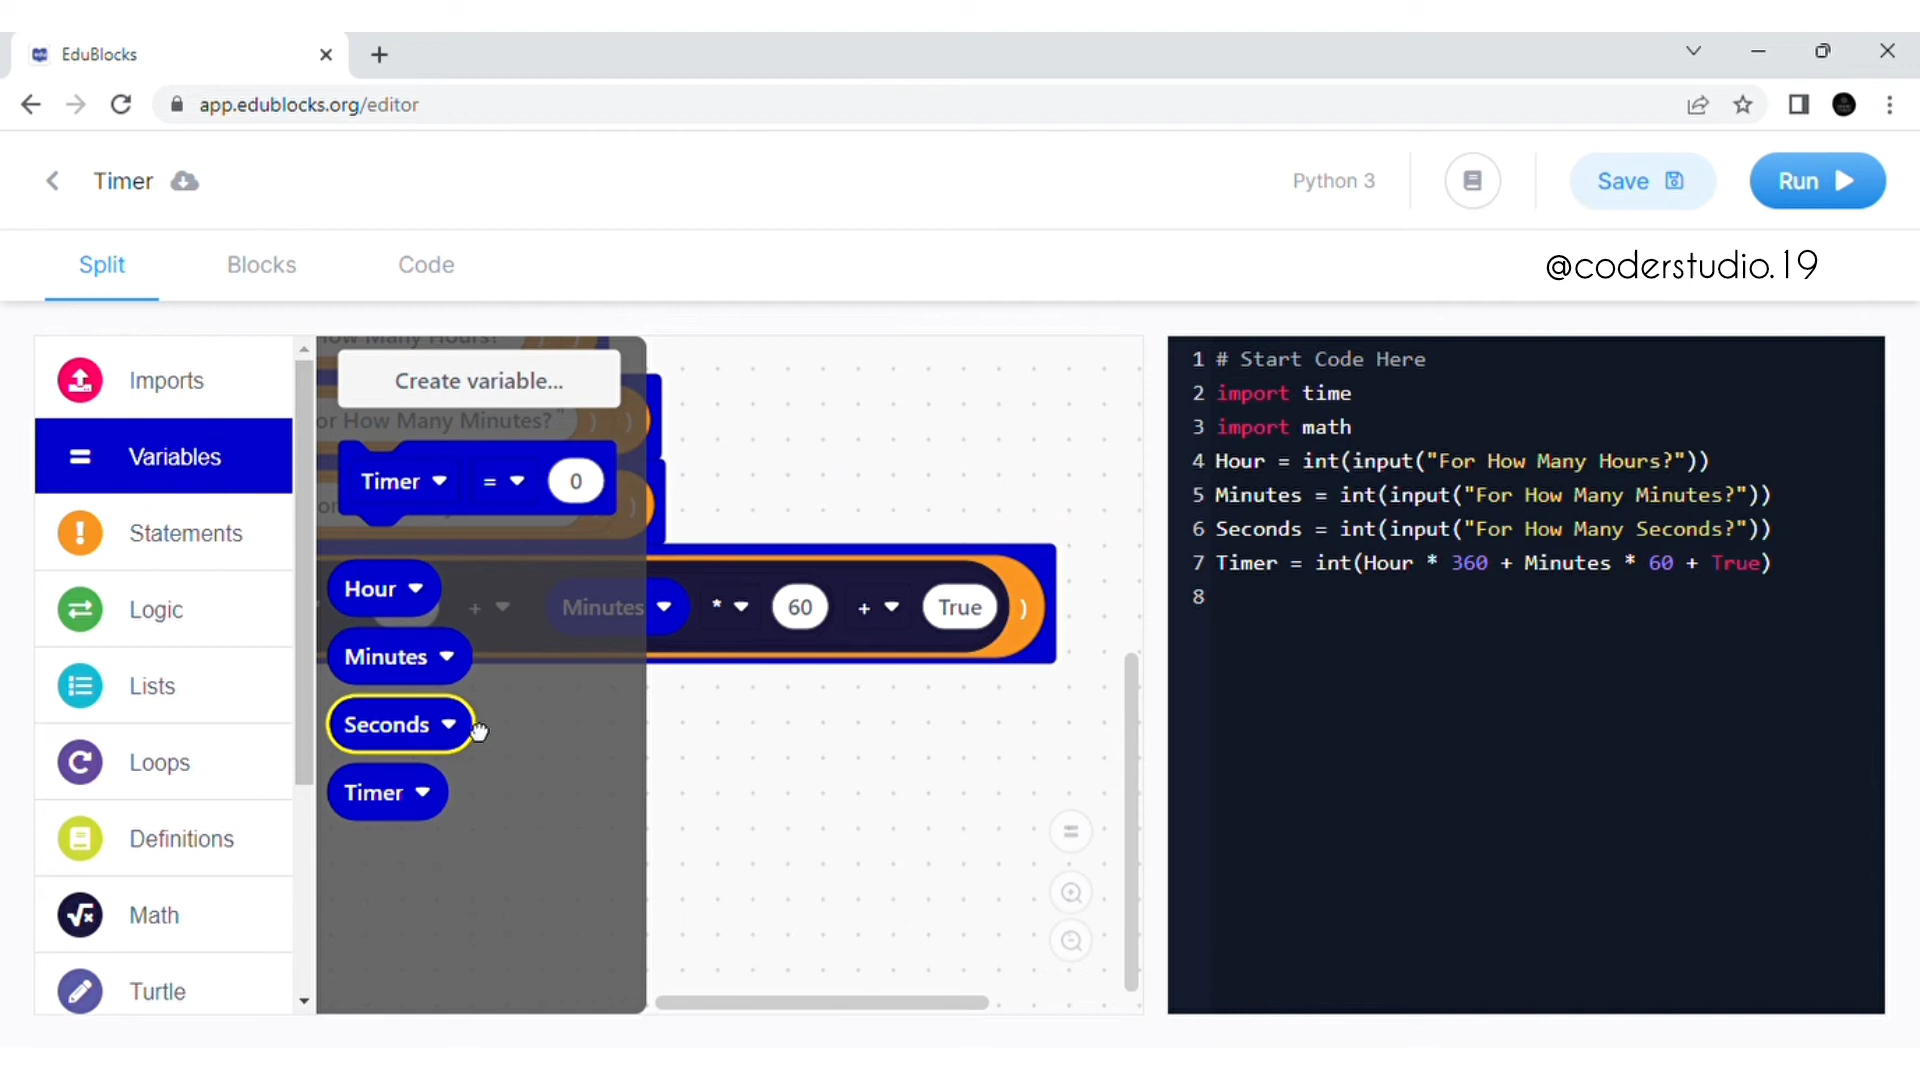 EduBlocks
app.edublocks.org/editor
Timer
Python 3
Save
Run
Split
Blocks
Code
@coderstudio.19
Imports
Variables
Statements
Logic
Lists
Loops
Definitions
Math
Turtle
How Many Hours?
Create variable...
or How Many Minutes? " ) )
Timer = 0
Hour
Minutes
Seconds
Timer
+ Minutes * 60 + True )
1 # Start Code Here
2 import time
3 import math
4 Hour = int(input("For How Many Hours?"))
5 Minutes = int(input("For How Many Minutes?"))
6 Seconds = int(input("For How Many Seconds?"))
7 Timer = int(Hour * 360 + Minutes * 60 + True)
8